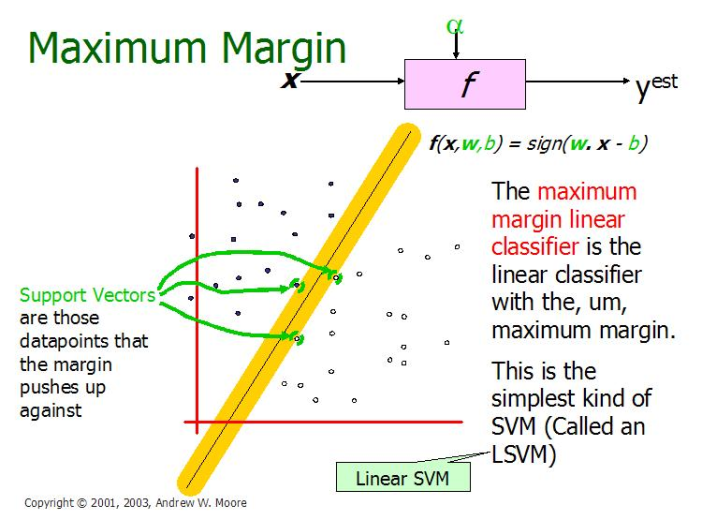 Maximum Margin
α
x
f
yest
f(x,w,b) = sign(w. x - b)
The maximum
margin linear
classifier is the
linear classifier
with the, um,
maximum margin.
This is the
simplest kind of
SVM (Called an
LSVM)
Support Vectors
are those
datapoints that
the margin
pushes up
against
Linear SVM
Copyright © 2001, 2003, Andrew W. Moore